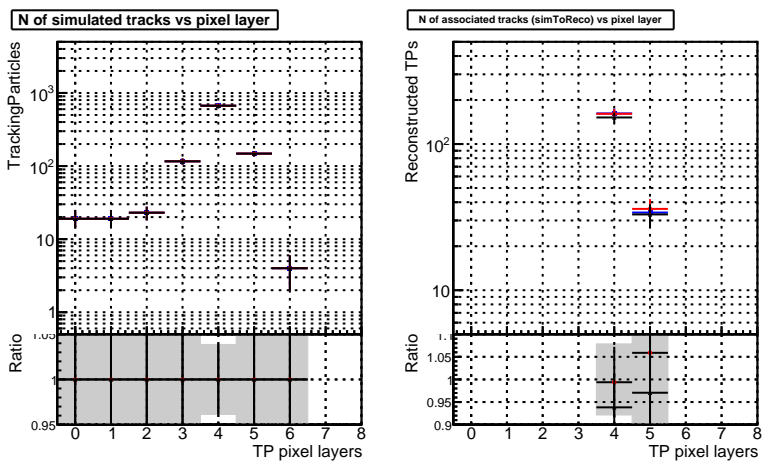 N of simulated tracks vs pixel layer
TrackingParticles
10³
10²
10
1
Ratio
1.05
1
0.95
0 1 2 3 4 5 6 7 8
TP pixel layers
N of associated tracks (simToReco) vs pixel layer
Reconstructed TPs
10²
10
Ratio
1.1
1.05
1
0.95
0.9
0 1 2 3 4 5 6 7 8
TP pixel layers